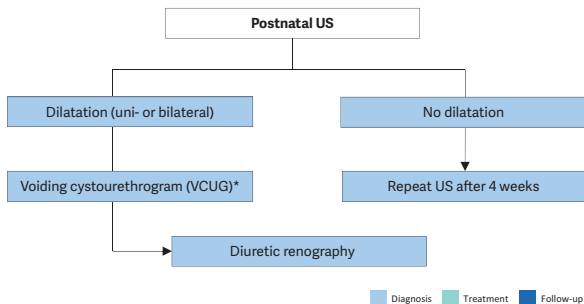 Postnatal US
Dilatation (uni- or bilateral)
No dilatation
Voiding cystourethrogram (VCUG)*
Repeat US after 4 weeks
Diuretic renography
Diagnosis
Treatment
Follow-up